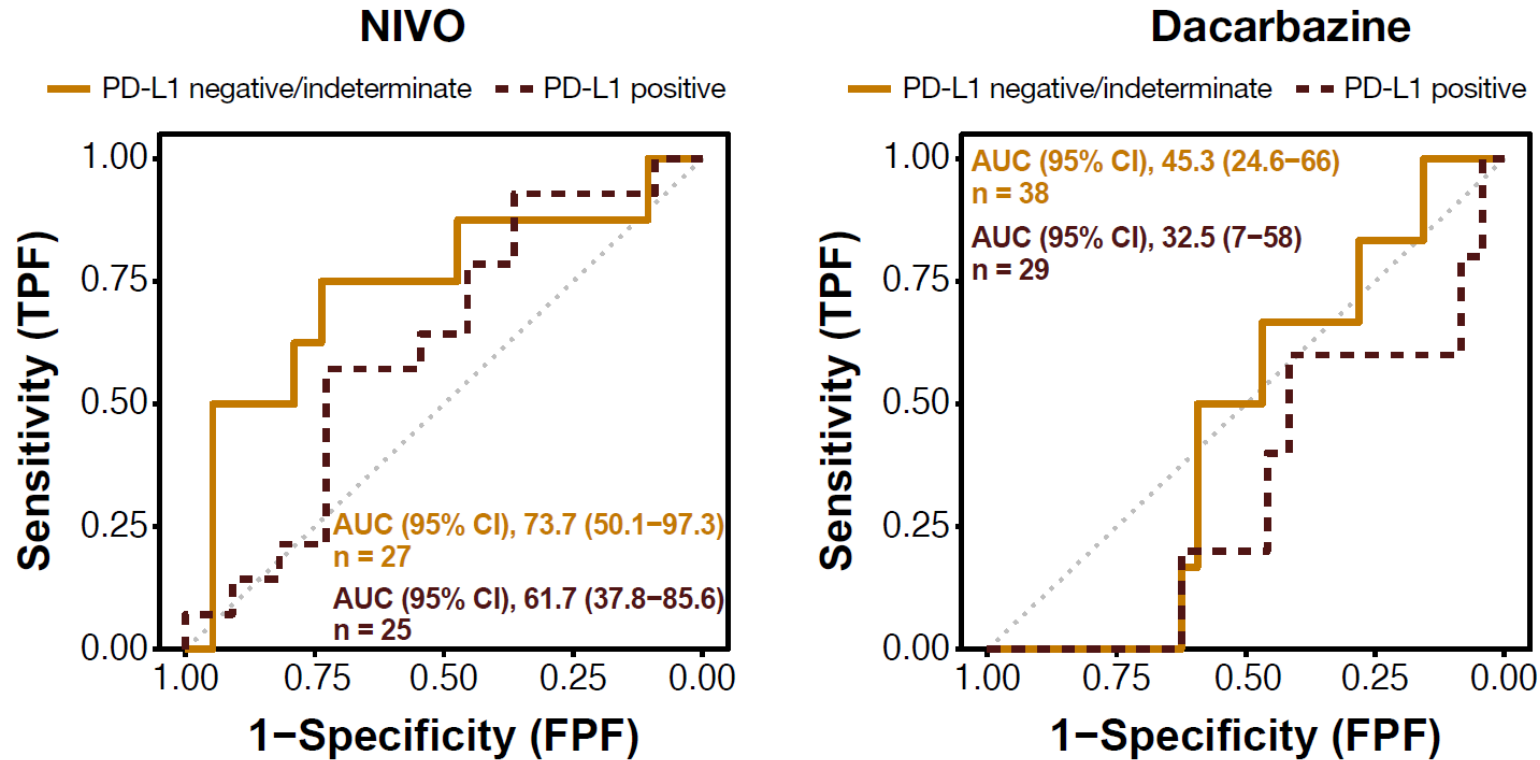 NIVO
PD-L1 negative/indeterminate PD-L1 positive
Sensitivity (TPF)
1.00
0.75
0.50
0.25
0.00
AUC (95% CI), 73.7 (50.1−97.3)
n = 27
AUC (95% CI), 61.7 (37.8−85.6)
n = 25
1.00 0.75 0.50 0.25 0.00
1−Specificity (FPF)
Dacarbazine
PD-L1 negative/indeterminate PD-L1 positive
Sensitivity (TPF)
1.00
0.75
0.50
0.25
0.00
AUC (95% CI), 45.3 (24.6−66)
n = 38
AUC (95% CI), 32.5 (7−58)
n = 29
1.00 0.75 0.50 0.25 0.00
1−Specificity (FPF)